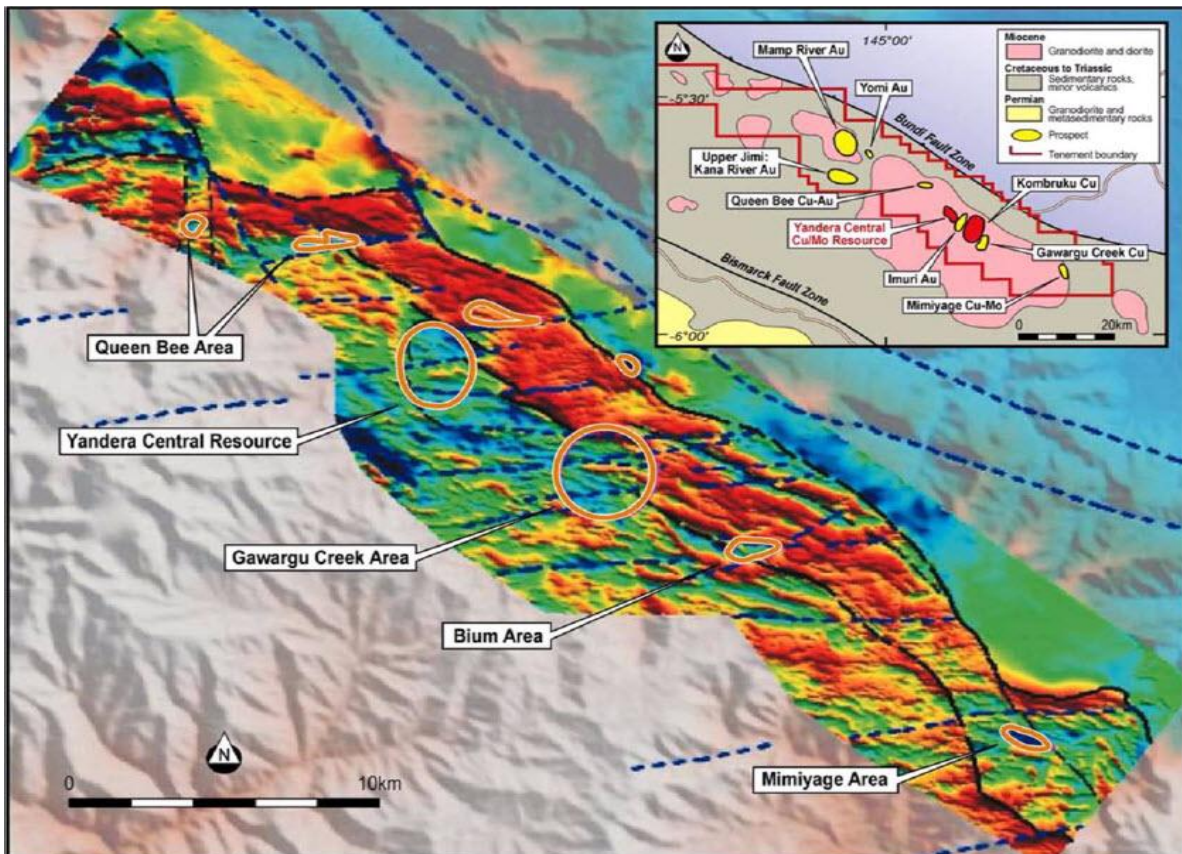 N
145°00'
-5°30'
-6°00'
Mamp River Au
Yomi Au
Bundi Fault Zone
Upper Jimi:
Kana River Au
Queen Bee Cu-Au
Kombruku Cu
Yandera Central
Cu/Mo Resource
Gawargu Creek Cu
Imuri Au
Mimiyage Cu-Mo
Bismarck Fault Zone
0 20km
Miocene
Granodiorite and diorite
Cretaceous to Triassic
Sedimentary rocks,
minor volcanics
Permian
Granodiorite and
metasedimentary rocks
Prospect
Tenement boundary
Queen Bee Area
Yandera Central Resource
Gawargu Creek Area
Bium Area
Mimiyage Area
N
0 10km